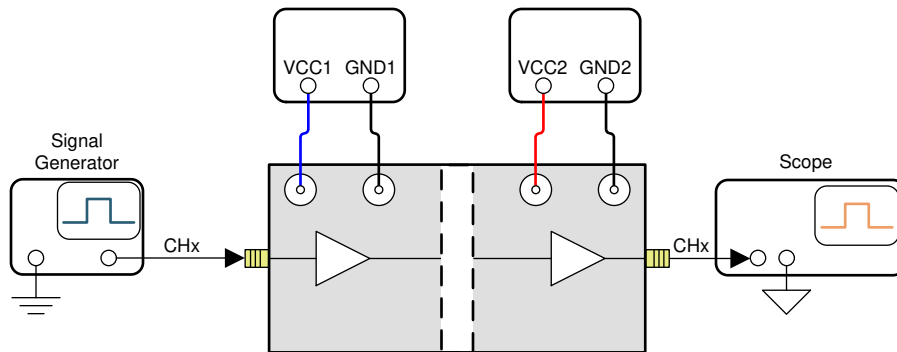 VCC1 GND1
VCC2 GND2
Signal
Generator
Scope
CHx
CHx